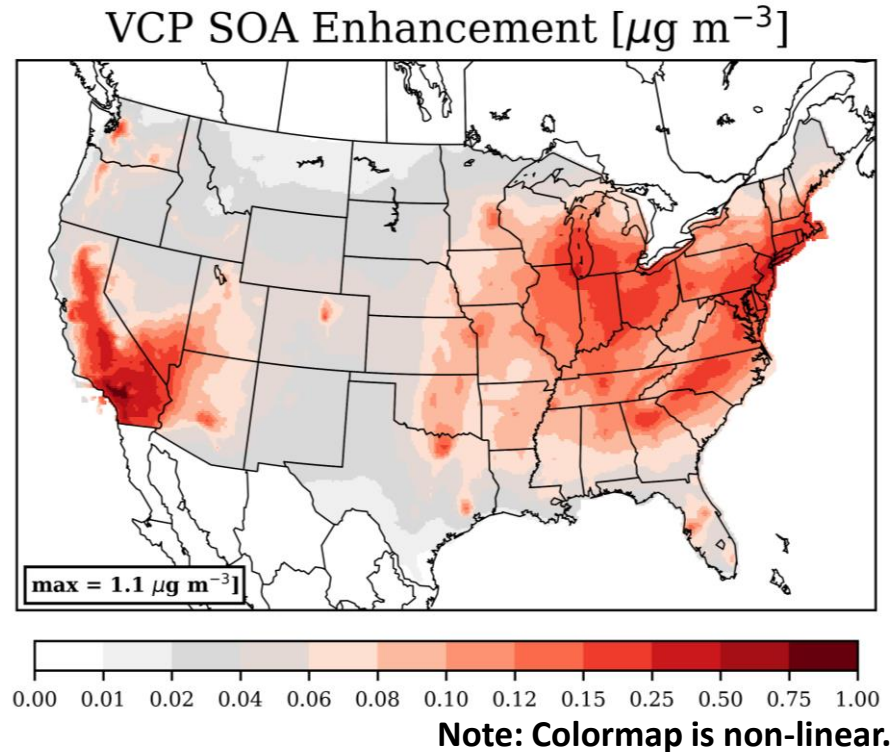 VCP SOA Enhancement [μg m⁻³]
max = 1.1 μg m⁻³]
0.00 0.01 0.02 0.04 0.06 0.08 0.10 0.12 0.15 0.25 0.50 0.75 1.00
Note: Colormap is non-linear.